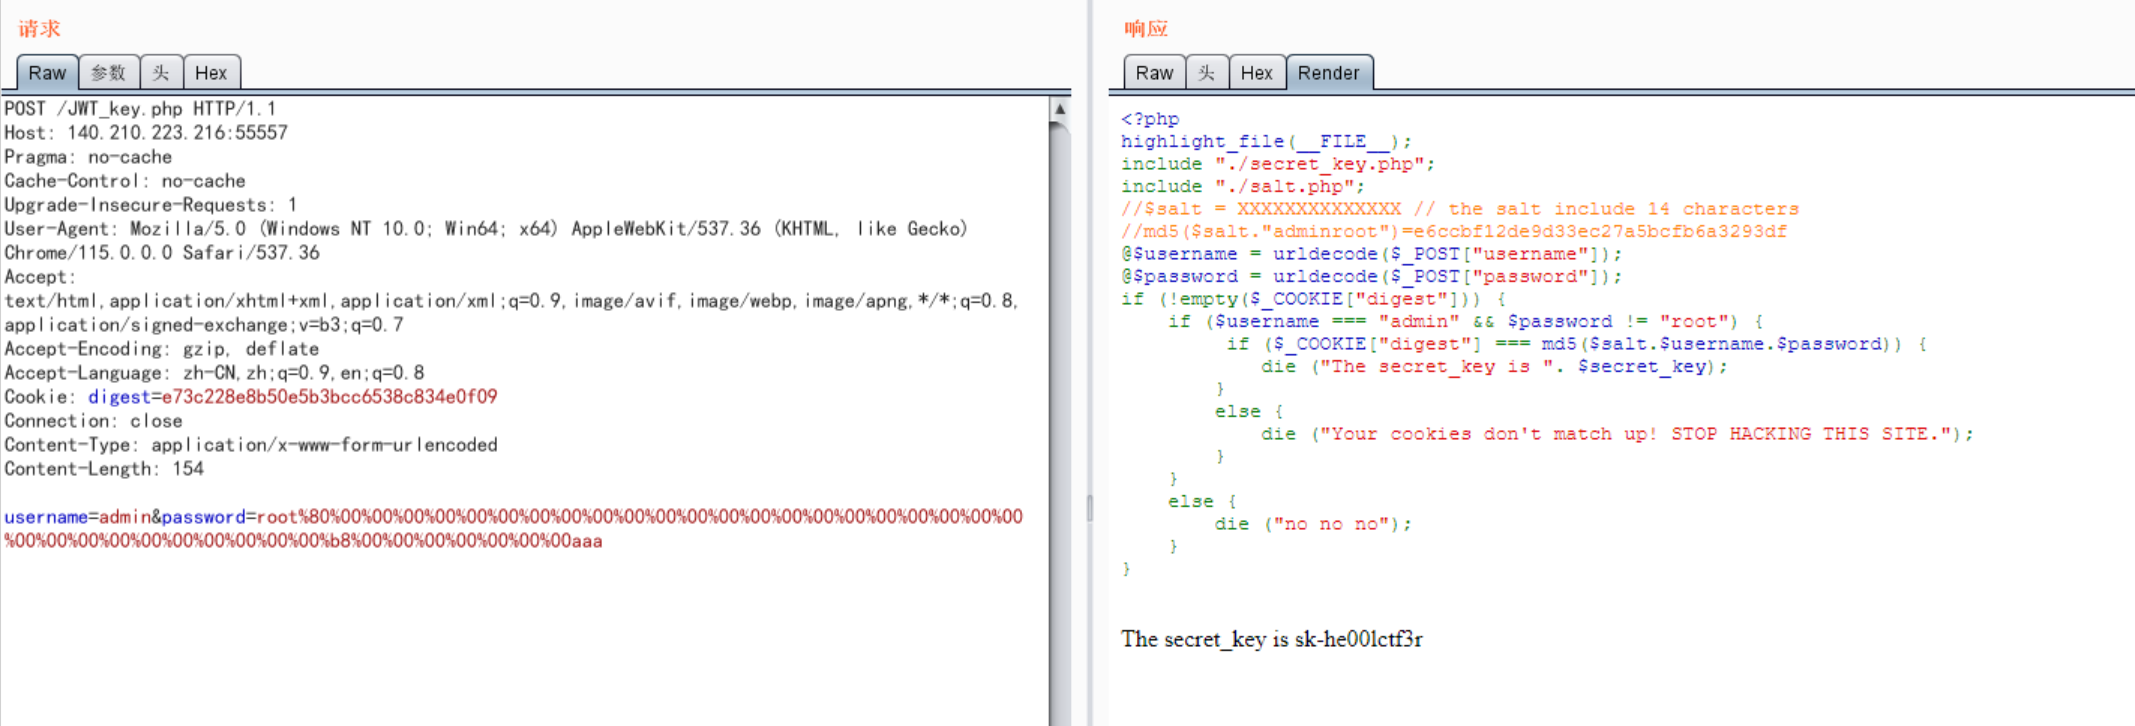 请求
响应
Raw 参数 头 Hex
Raw 头 Hex Render
POST /JWT_key.php HTTP/1.1
Host: 140.210.223.216:55557
Pragma: no-cache
Cache-Control: no-cache
Upgrade-Insecure-Requests: 1
User-Agent: Mozilla/5.0 (Windows NT 10.0; Win64; x64) AppleWebKit/537.36 (KHTML, like Gecko)
Chrome/115.0.0.0 Safari/537.36
Accept:
text/html,application/xhtml+xml,application/xml;q=0.9,image/avif,image/webp,image/apng,*/*;q=0.8,
application/signed-exchange;v=b3;q=0.7
Accept-Encoding: gzip, deflate
Accept-Language: zh-CN,zh;q=0.9,en;q=0.8
Cookie: digest=e73c228e8b50e5b3bcc6538c834e0f09
Connection: close
Content-Type: application/x-www-form-urlencoded
Content-Length: 154
username=admin&password=root%80%00%00%00%00%00%00%00%00%00%00%00%00%00%00%00%00%00%00%00%00%00%00
%00%00%00%00%00%00%00%00%00%00%b8%00%00%00%00%00%00%00aaa
<?php
highlight_file(__FILE__);
include "./secret_key.php";
include "./salt.php";
//$salt = XXXXXXXXXXXXXX // the salt include 14 characters
//md5($salt."adminroot")=e6ccbf12de9d33ec27a5bcfb6a3293df
@$username = urldecode($_POST["username"]);
@$password = urldecode($_POST["password"]);
if (!empty($_COOKIE["digest"])) {
if ($username === "admin" && $password != "root") {
if ($_COOKIE["digest"] === md5($salt.$username.$password)) {
die ("The secret_key is ". $secret_key);
}
else {
die ("Your cookies don't match up! STOP HACKING THIS SITE.");
}
}
else {
die ("no no no");
}
}
The secret_key is sk-he00lctf3r